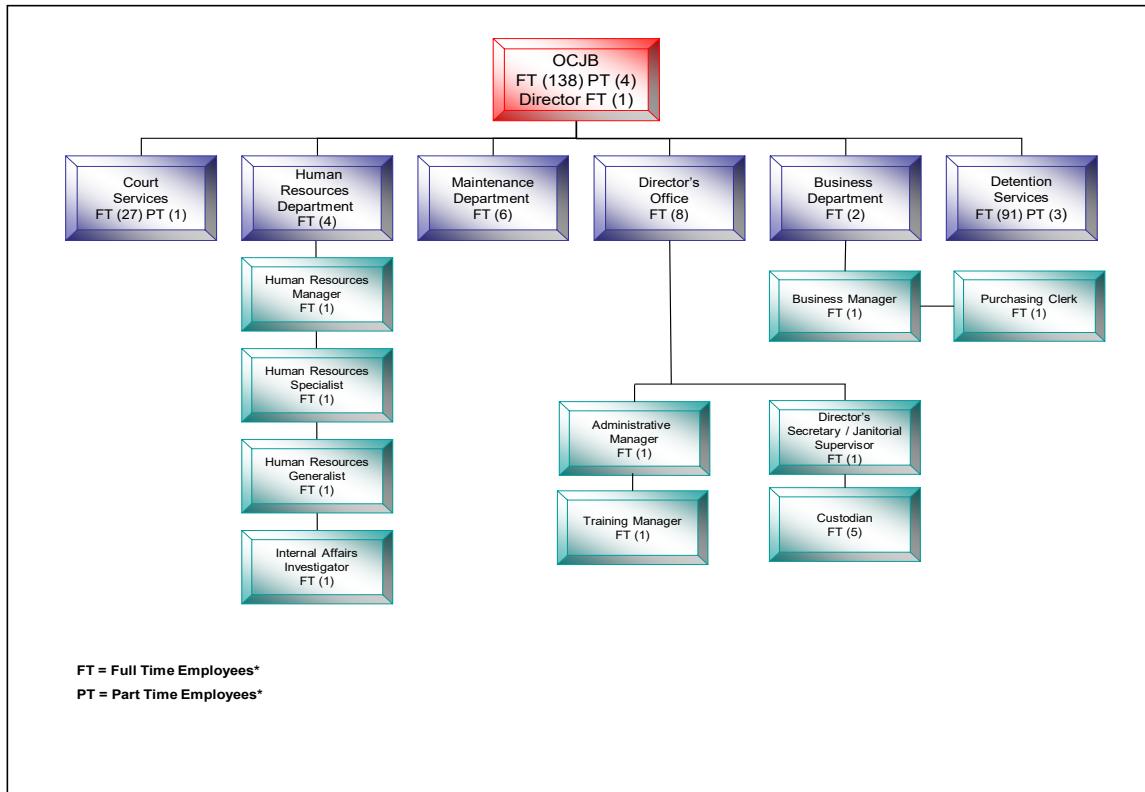 OCJB
FT (138) PT (4)
Director FT (1)
Court
Services
FT (27) PT (1)
Human
Resources
Department
FT (4)
Maintenance
Department
FT (6)
Director's
Office
FT (8)
Business
Department
FT (2)
Detention
Services
FT (91) PT (3)
Human Resources
Manager
FT (1)
Business Manager
FT (1)
Purchasing Clerk
FT (1)
Human Resources
Specialist
FT (1)
Administrative
Manager
FT (1)
Director's
Secretary / Janitorial
Supervisor
FT (1)
Human Resources
Generalist
FT (1)
Training Manager
FT (1)
Custodian
FT (5)
Internal Affairs
Investigator
FT (1)
FT = Full Time Employees*
PT = Part Time Employees*